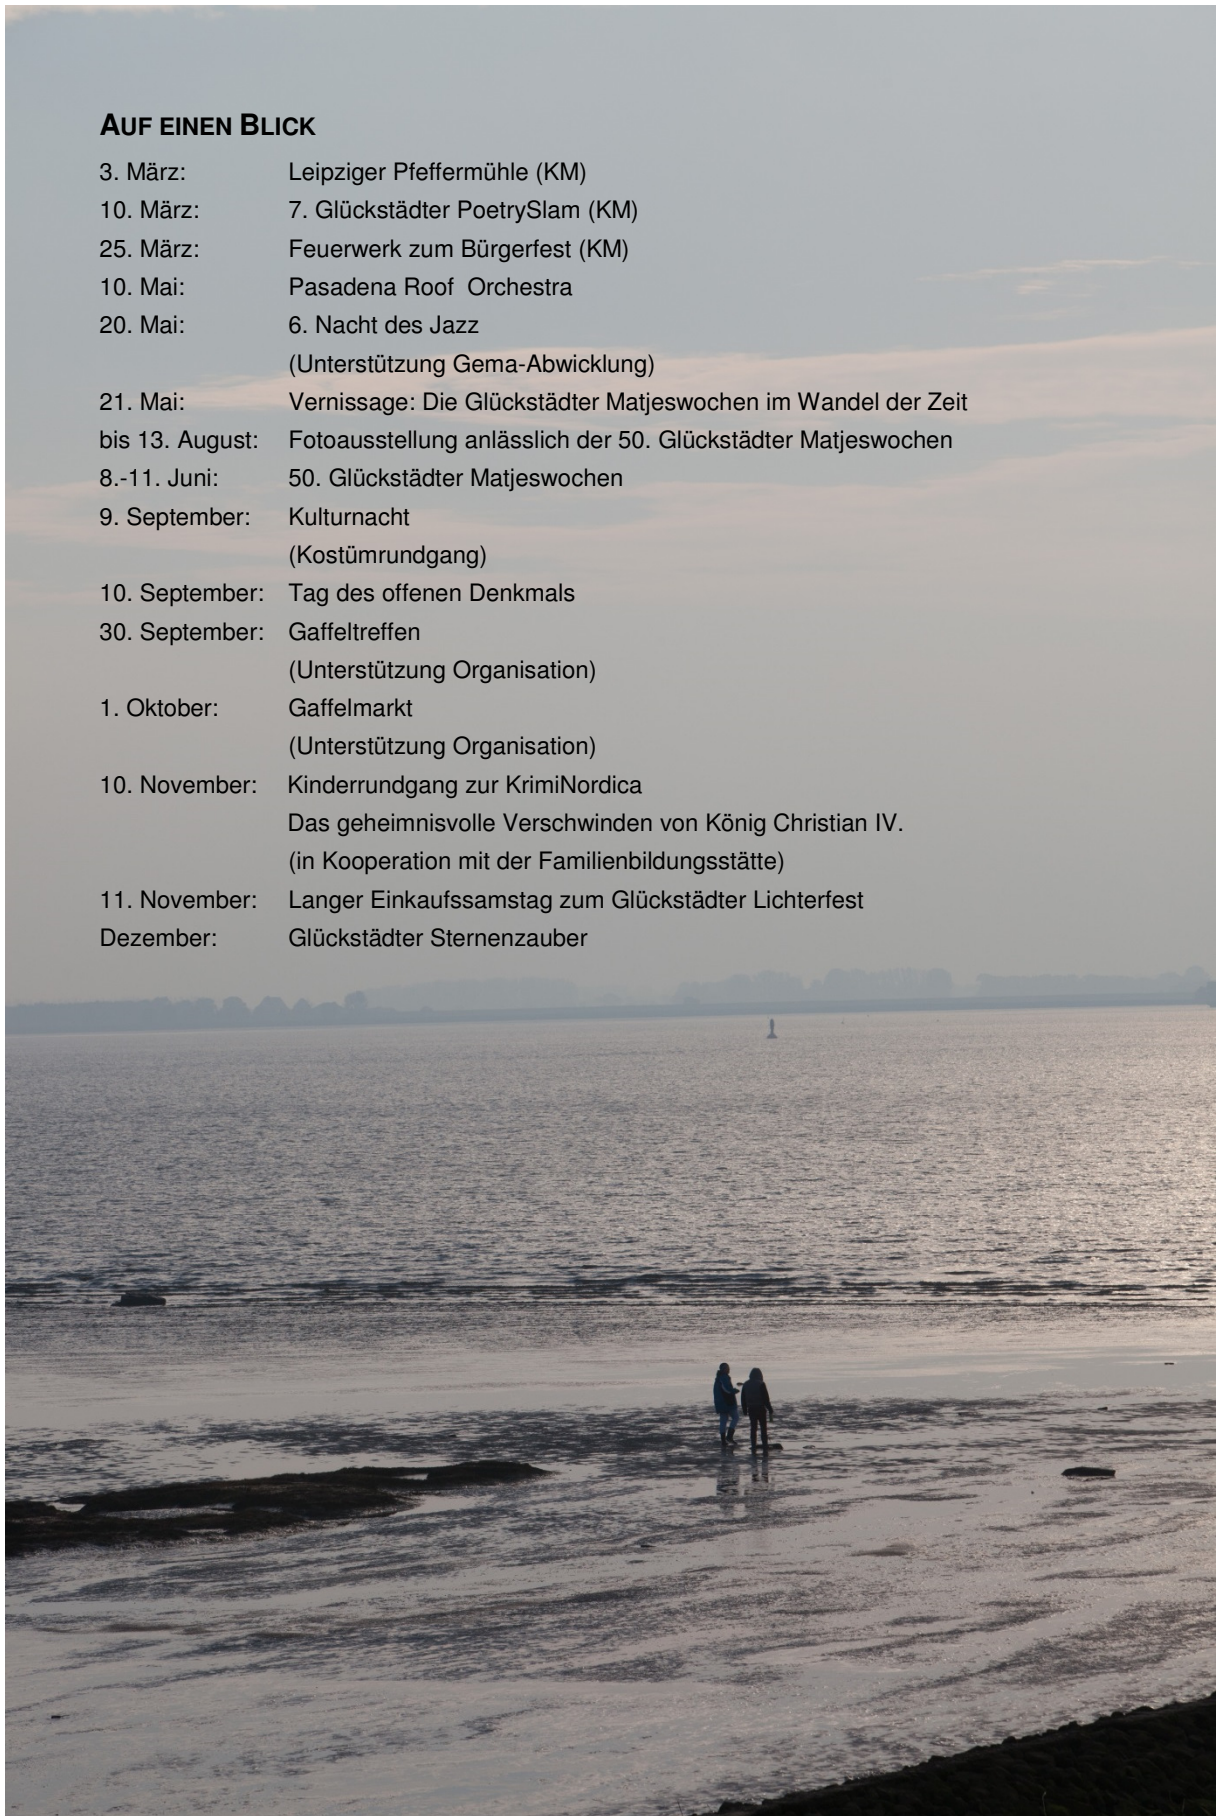 AUF EINEN BLICK
3. März: Leipziger Pfeffermühle (KM)
10. März: 7. Glückstädter PoetrySlam (KM)
25. März: Feuerwerk zum Bürgerfest (KM)
10. Mai: Pasadena Roof Orchestra
20. Mai: 6. Nacht des Jazz
(Unterstützung Gema-Abwicklung)
21. Mai: Vernissage: Die Glückstädter Matjeswochen im Wandel der Zeit
bis 13. August: Fotoausstellung anlässlich der 50. Glückstädter Matjeswochen
8.-11. Juni: 50. Glückstädter Matjeswochen
9. September: Kulturnacht
(Kostümrundgang)
10. September: Tag des offenen Denkmals
30. September: Gaffeltreffen
(Unterstützung Organisation)
1. Oktober: Gaffelmarkt
(Unterstützung Organisation)
10. November: Kinderrundgang zur KrimiNordica
Das geheimnisvolle Verschwinden von König Christian IV.
(in Kooperation mit der Familienbildungsstätte)
11. November: Langer Einkaufssamstag zum Glückstädter Lichterfest
Dezember: Glückstädter Sternenzauber